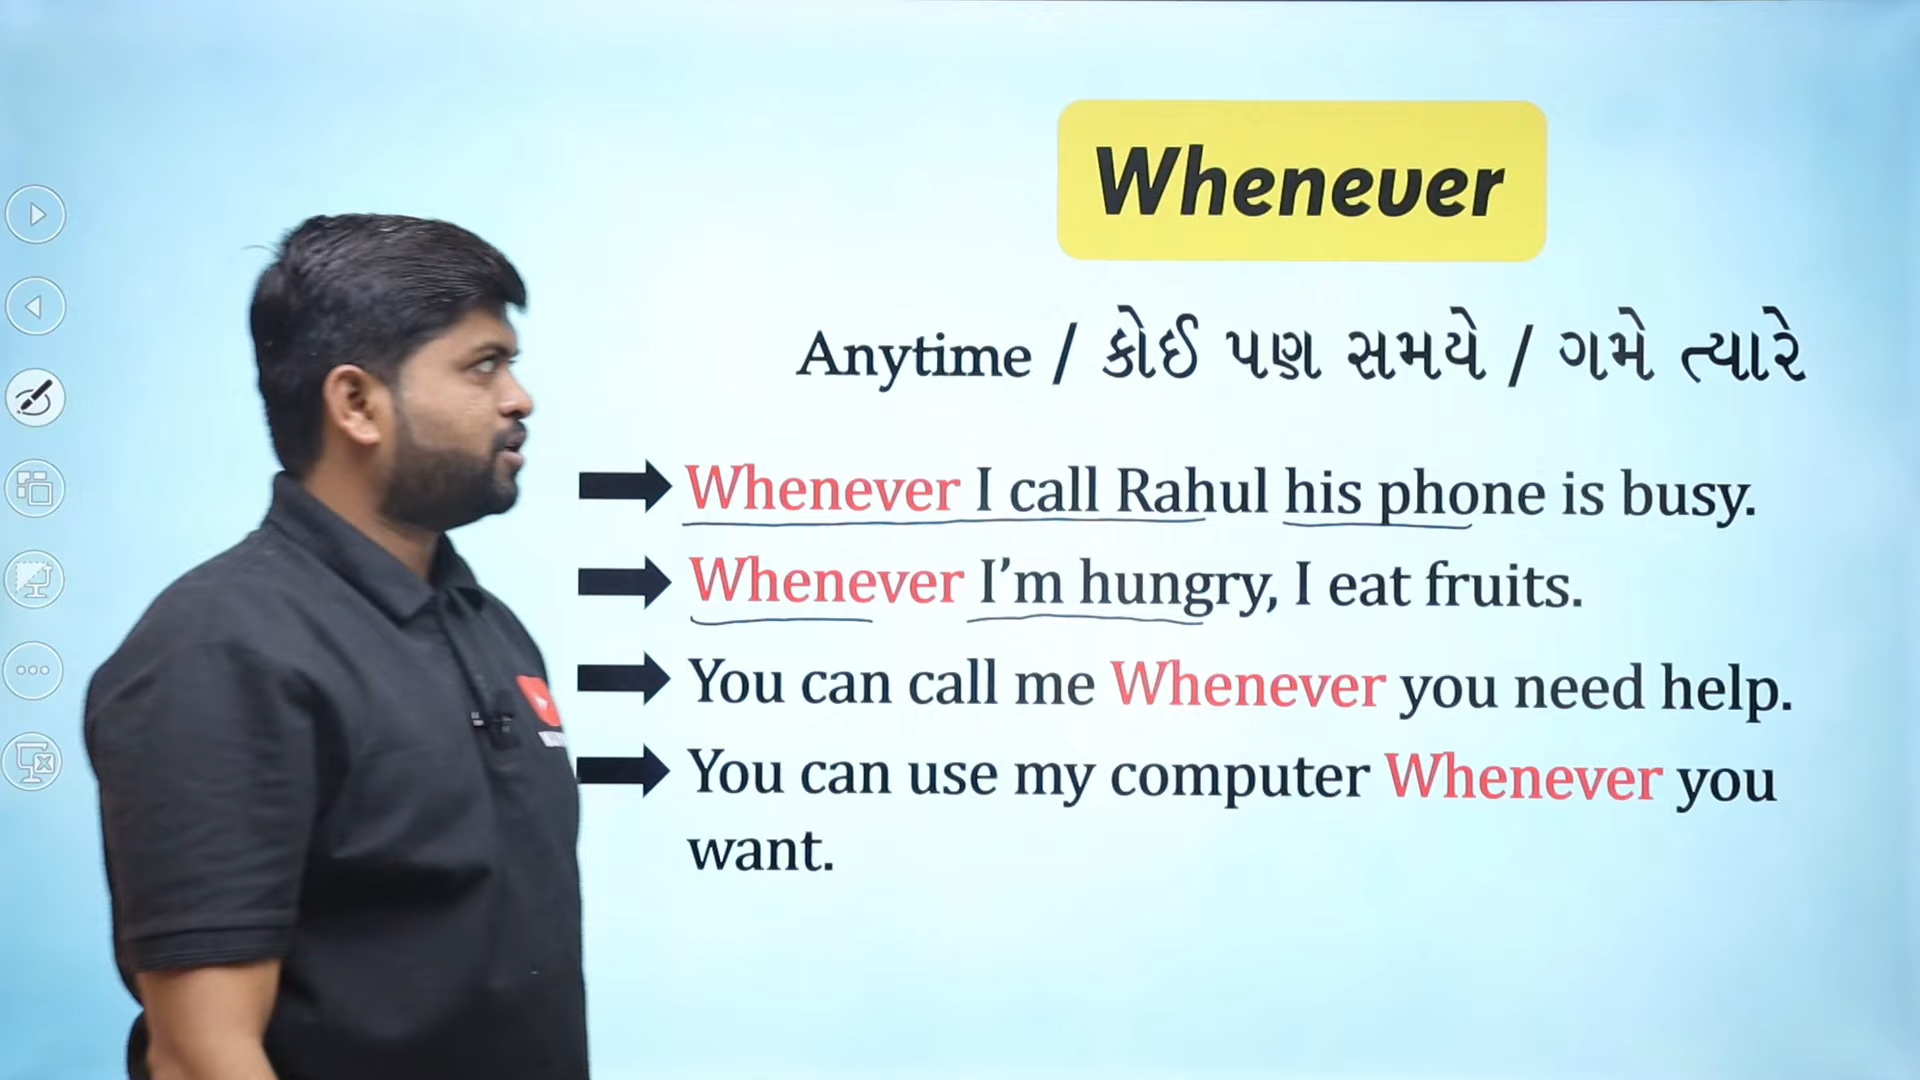 Whenever
Anytime / કોઈ પણ સમયે / ગમે ત્યારે
Whenever I call Rahul his phone is busy.
Whenever I’m hungry, I eat fruits.
You can call me Whenever you need help.
You can use my computer Whenever you
want.